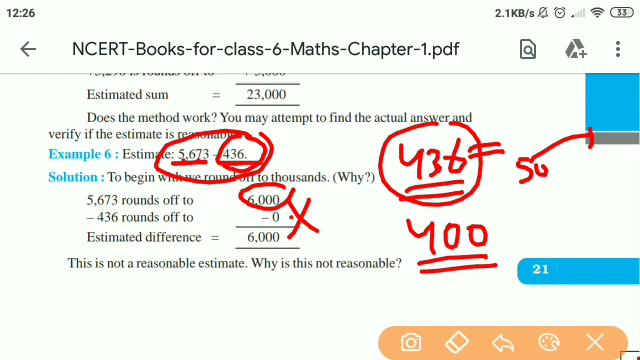 12:26 2.1KB/s 33
NCERT-Books-for-class-6-Maths-Chapter-1.pdf
Estimated sum = 23,000
Does the method work? You may attempt to find the actual answer and
verify if the estimate is reasonable.
Example 6 : Estimate: 5,673 – 436.
Solution : To begin with we round off to thousands. (Why?)
5,673 rounds off to 6,000
– 436 rounds off to – 0
Estimated difference = 6,000
This is not a reasonable estimate. Why is this not reasonable?
436
50
400
21